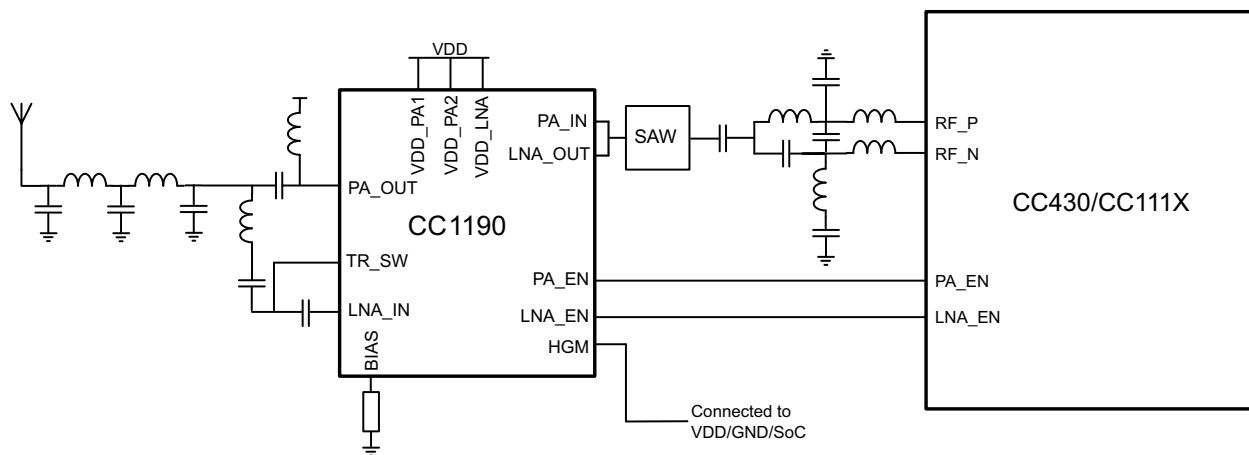 VDD
VDD_PA1
VDD_PA2
VDD_LNA
PA_IN
LNA_OUT
SAW
RF_P
RF_N
PA_OUT
CC1190
CC430/CC111X
TR_SW
LNA_IN
BIAS
PA_EN
LNA_EN
HGM
PA_EN
LNA_EN
Connected to
VDD/GND/SoC